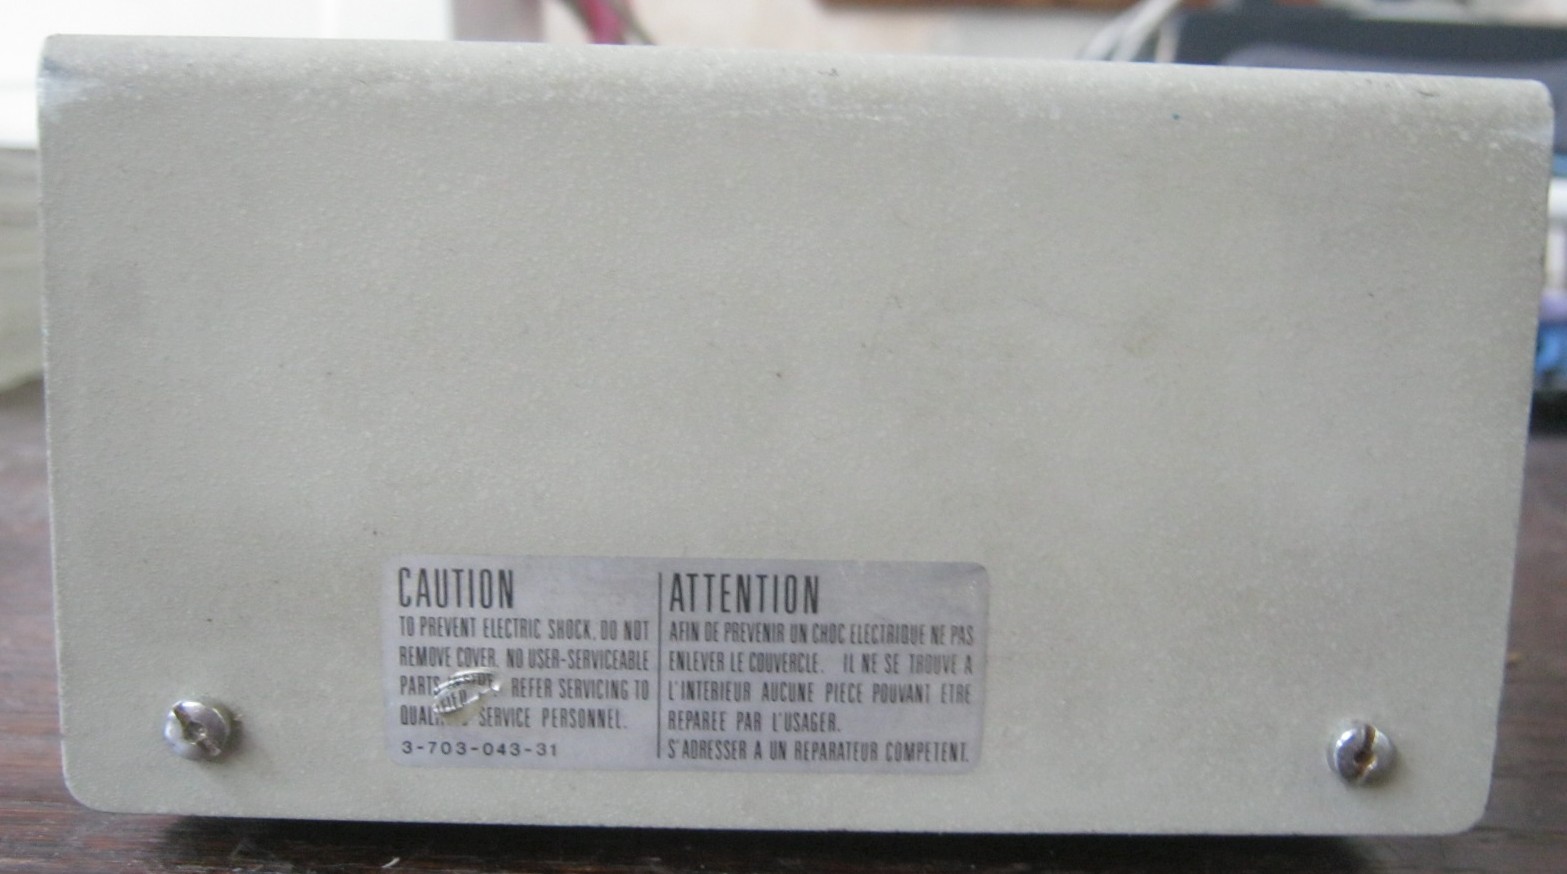 CAUTION
TO PREVENT ELECTRIC SHOCK, DO NOT
REMOVE COVER. NO USER-SERVICEABLE
PARTS INSIDE. REFER SERVICING TO
SERVICE PERSONNEL.
3-703-043-31
ATTENTION
AFIN DE PREVENIR UN CHOC ELECTRIQUE NE PAS
ENLEVER LE COUVERCLE. IL NE SE TROUVE A
L'INTERIEUR AUCUNE PIECE POUVANT ETRE
REPAREE PAR L'USAGER.
S'ADRESSER A UN REPARATEUR COMPETENT.